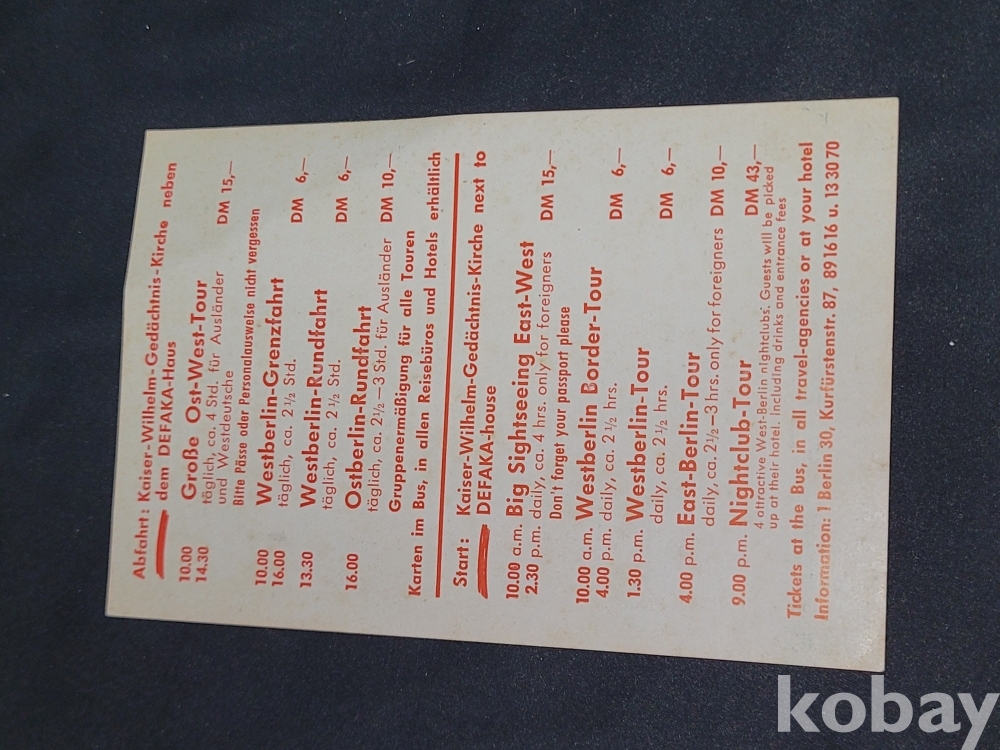 Abfahrt: Kaiser-Wilhelm-Gedächtnis-Kirche neben
dem DEFAKA-Haus
10.00 Große Ost-West-Tour
14.30 täglich, ca. 4 Std. für Ausländer
und Westdeutsche DM 15,—
Bitte Pässe oder Personalausweise nicht vergessen
10.00 Westberlin-Grenzfahrt
16.00 täglich, ca. 2½ Std. DM 6,—
13.30 Westberlin-Rundfahrt
täglich, ca. 2½ Std. DM 6,—
16.00 Ostberlin-Rundfahrt
täglich, ca. 2½—3 Std. für Ausländer DM 10,—
Gruppenermäßigung für alle Touren
Karten im Bus, in allen Reisebüros und Hotels erhältlich
Start: Kaiser-Wilhelm-Gedächtnis-Kirche next to
DEFAKA-house
10.00 a.m. Big Sightseeing East-West
2.30 p.m. daily, ca. 4 hrs. only for foreigners DM 15,—
Don't forget your passport please
10.00 a.m. Westberlin Border-Tour
4.00 p.m. daily, ca. 2½ hrs. DM 6,—
1.30 p.m. Westberlin-Tour
daily, ca. 2½ hrs. DM 6,—
4.00 p.m. East-Berlin-Tour
daily, ca. 2½—3 hrs. only for foreigners DM 10,—
9.00 p.m. Nightclub-Tour DM 43,—
4 attractive West-Berlin nightclubs. Guests will be picked
up at their hotel. Including drinks and entrance fees
Tickets at the Bus, in all travel-agencies or at your hotel
Information: 1 Berlin 30, Kurfürstenstr. 87, 89 16 16 u. 13 30 70
kobay